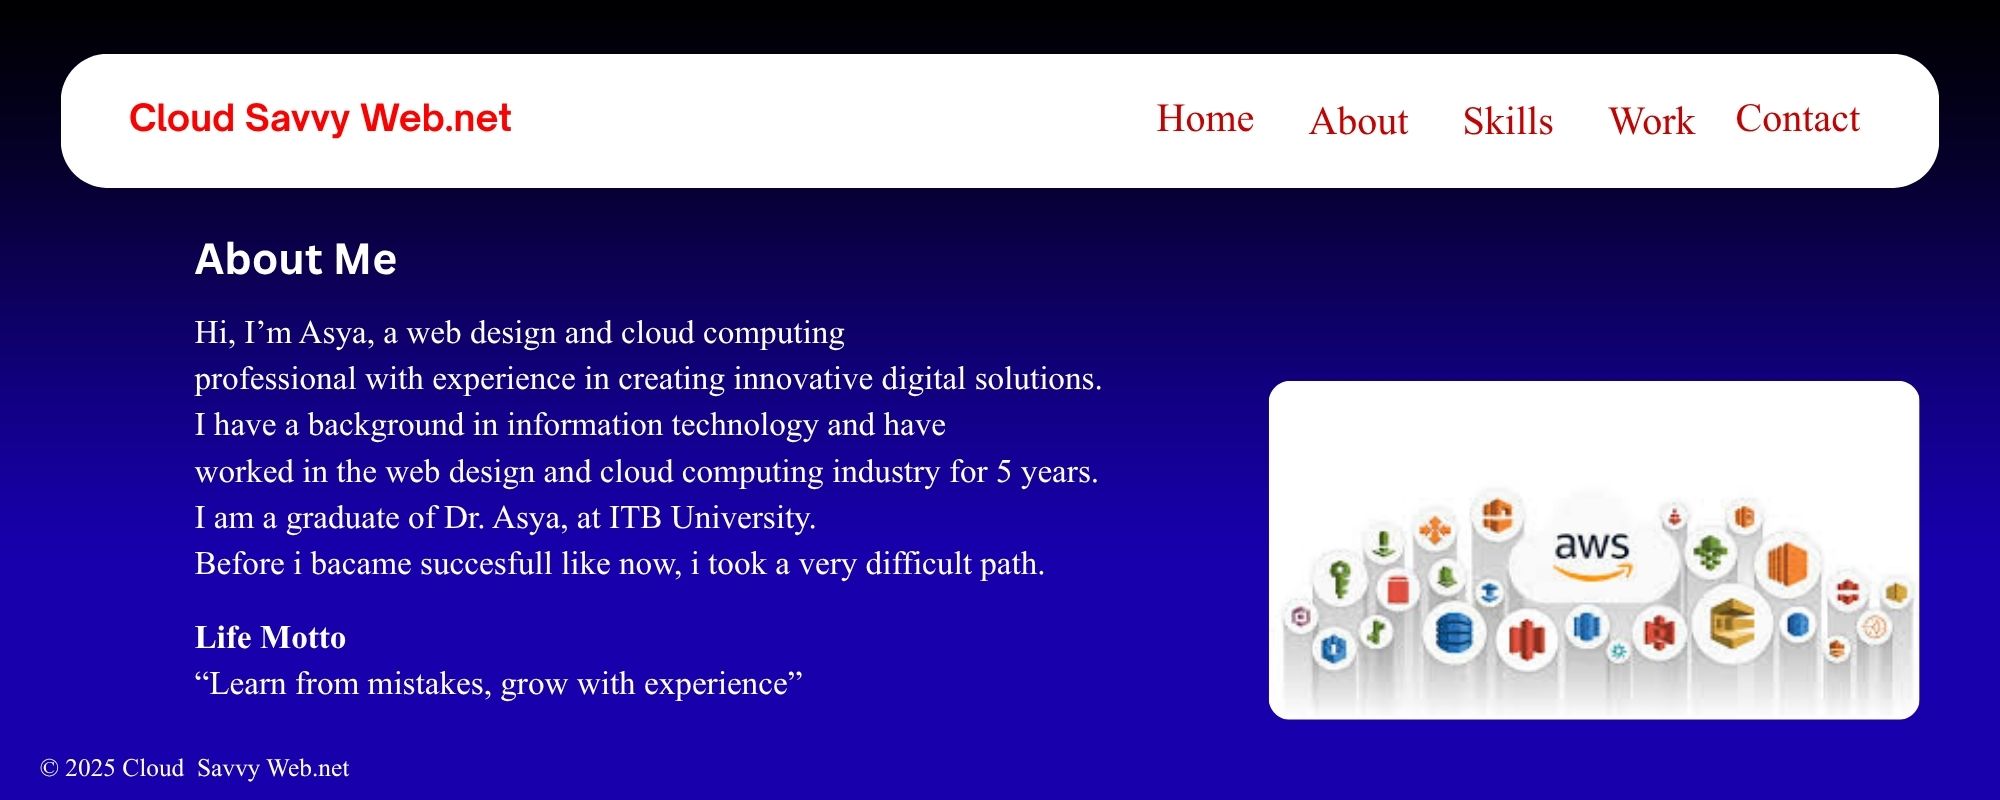 Cloud Savvy Web.net
Home About Skills Work Contact
About Me
Hi, I’m Asya, a web design and cloud computing
professional with experience in creating innovative digital solutions.
I have a background in information technology and have
worked in the web design and cloud computing industry for 5 years.
I am a graduate of Dr. Asya, at ITB University.
Before i bacame succesfull like now, i took a very difficult path.
Life Motto
“Learn from mistakes, grow with experience”
aws
© 2025 Cloud  Savvy Web.net